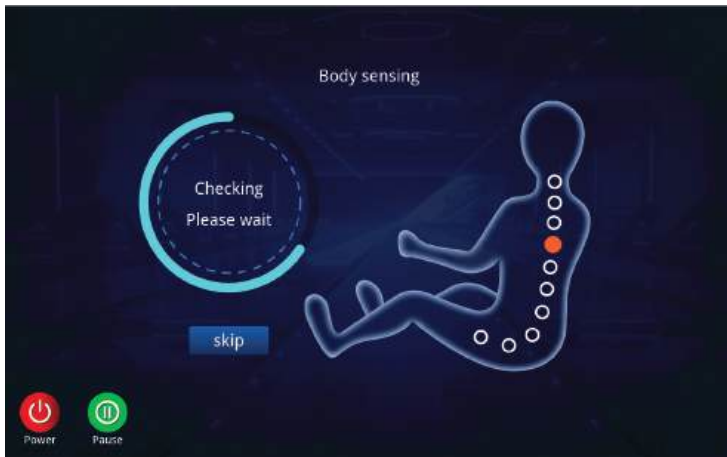 Body sensing
Checking
Please wait
skip
Power
Pause